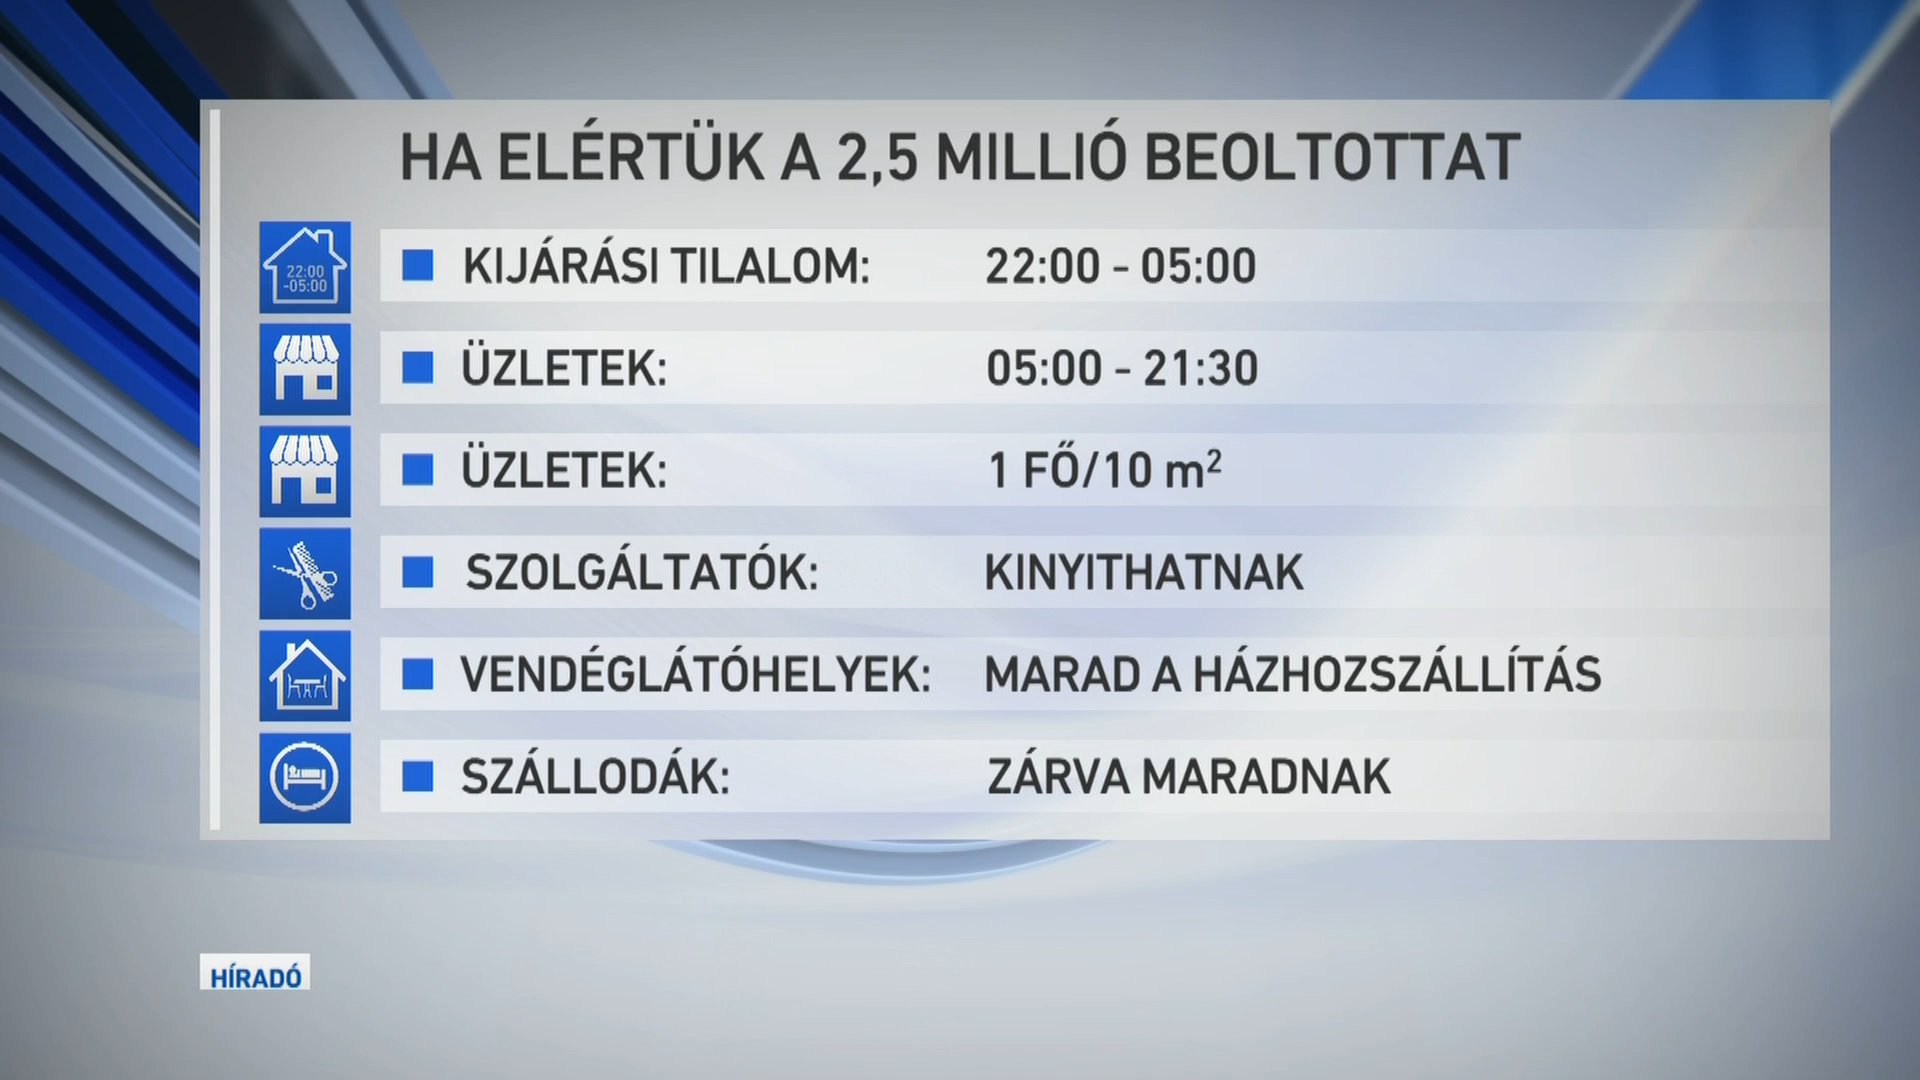 HA ELÉRTÜK A 2,5 MILLIÓ BEOLTOTTAT
22:00
-05:00
KIJÁRÁSI TILALOM: 22:00 - 05:00
ÜZLETEK: 05:00 - 21:30
ÜZLETEK: 1 FŐ/10 m²
SZOLGÁLTATÓK: KINYITHATNAK
VENDÉGLÁTÓHELYEK: MARAD A HÁZHOZSZÁLLÍTÁS
SZÁLLODÁK: ZÁRVA MARADNAK
HÍRADÓ